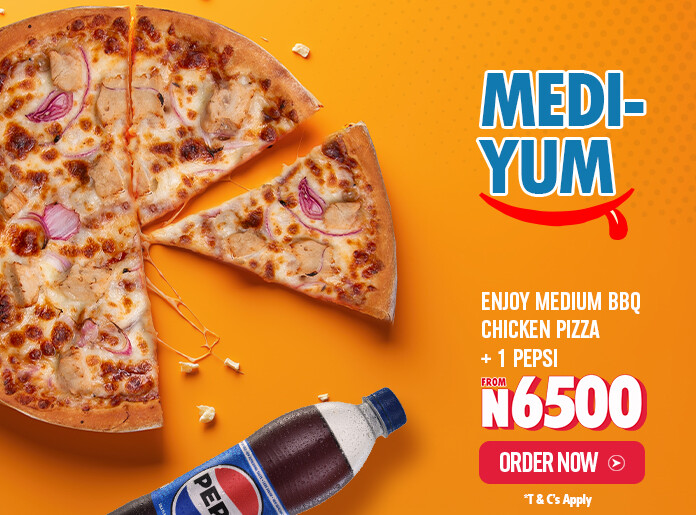 MEDI-
YUM
ENJOY MEDIUM BBQ
CHICKEN PIZZA
+ 1 PEPSI
FROM
N6500
ORDER NOW
*T & C's Apply